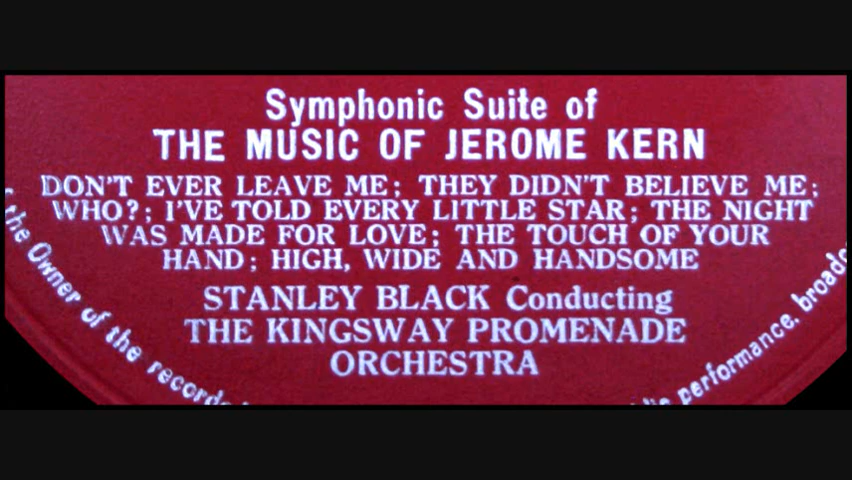 Symphonic Suite of
THE MUSIC OF JEROME KERN
DON'T EVER LEAVE ME; THEY DIDN'T BELIEVE ME;
WHO?; I'VE TOLD EVERY LITTLE STAR; THE NIGHT
WAS MADE FOR LOVE; THE TOUCH OF YOUR
HAND; HIGH, WIDE AND HANDSOME
STANLEY BLACK Conducting
THE KINGSWAY PROMENADE
ORCHESTRA
the Owner of the record
performance, broadc